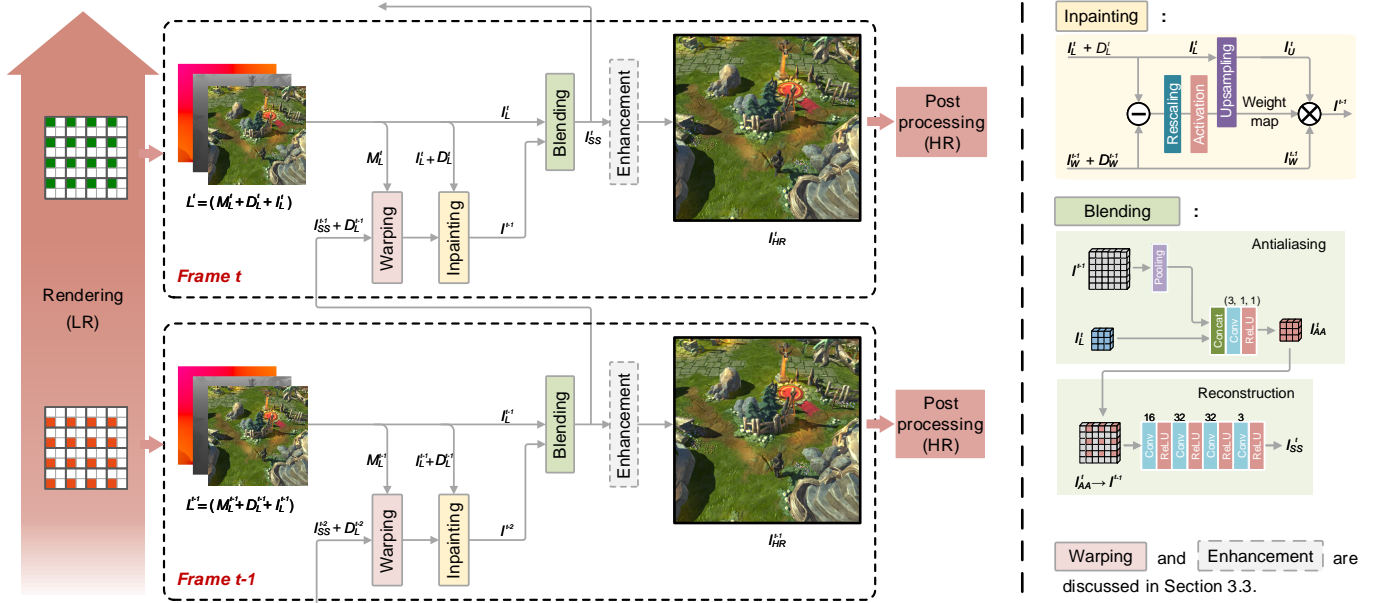 Rendering
(LR)
L^t=(M_L^t+D_L^t+I_L^t)
Frame t
M_L^t
I_L^t+D_L^t
I_SS^t-1+D_L^t-1
Warping
Inpainting
I^t-1
I_L^t
Blending
I_SS^t
Enhancement
I_HR^t
Post
processing
(HR)
L^t-1=(M_L^t-1+D_L^t-1+I_L^t-1)
Frame t-1
M_L^t-1
I_L^t-1+D_L^t-1
I_SS^t-2+D_L^t-2
Warping
Inpainting
I^t-2
I_L^t-1
Blending
Enhancement
I_HR^t-1
Post
processing
(HR)
Inpainting :
I_L^t + D_L^t
I_L^t
Upsampling
I_U^t
Rescaling
Activation
Weight
map
I^t-1
I_W^t-1 + D_W^t-1
I_W^t-1
Blending :
Antialiasing
I^t-1
Pooling
(3, 1, 1)
I_L^t
Concat
Conv
ReLU
I_AA^t
Reconstruction
16 32 32 3
Conv
ReLU
Conv
ReLU
Conv
ReLU
Conv
ReLU
I_SS^t
I_AA^t→I^t-1
Warping and Enhancement are
discussed in Section 3.3.